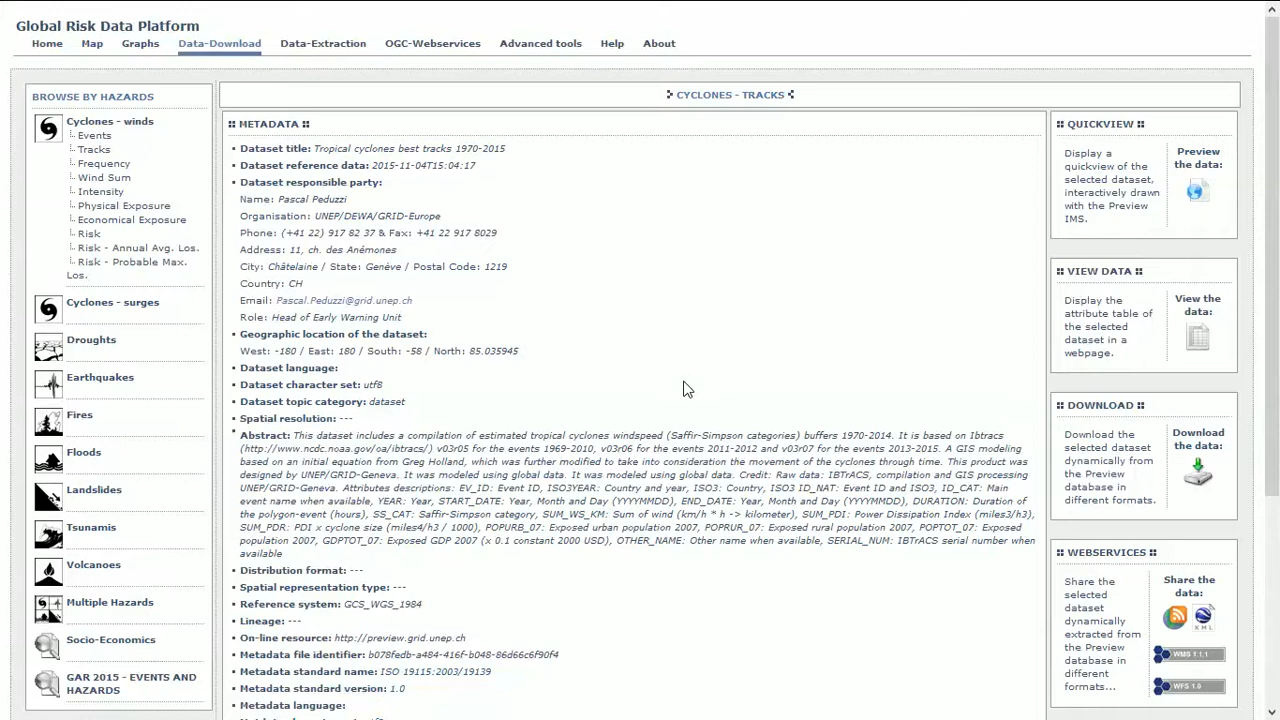 Global Risk Data Platform
Home Map Graphs Data-Download Data-Extraction OGC-Webservices Advanced tools Help About
BROWSE BY HAZARDS
Cyclones - winds
Events
Tracks
Frequency
Wind Sum
Intensity
Physical Exposure
Economical Exposure
Risk
Risk - Annual Avg. Los.
Risk - Probable Max.
Los.
Cyclones - surges
Droughts
Earthquakes
Fires
Floods
Landslides
Tsunamis
Volcanoes
Multiple Hazards
Socio-Economics
GAR 2015 - EVENTS AND
HAZARDS
CYCLONES - TRACKS
METADATA
Dataset title: Tropical cyclones best tracks 1970-2015
Dataset reference data: 2015-11-04T15:04:17
Dataset responsible party:
Name: Pascal Peduzzi
Organisation: UNEP/DEWA/GRID-Europe
Phone: (+41 22) 917 82 37 & Fax: +41 22 917 8029
Address: 11, ch. des Anémones
City: Châtelaine / State: Genève / Postal Code: 1219
Country: CH
Email: Pascal.Peduzzi@grid.unep.ch
Role: Head of Early Warning Unit
Geographic location of the dataset:
West: -180 / East: 180 / South: -58 / North: 85.035945
Dataset language:
Dataset character set: utf8
Dataset topic category: dataset
Spatial resolution: ---
Abstract: This dataset includes a compilation of estimated tropical cyclones windspeed (Saffir-Simpson categories) buffers 1970-2014. It is based on Ibtracs
(http://www.ncdc.noaa.gov/oa/ibtracs/) v03r05 for the events 1969-2010, v03r06 for the events 2011-2012 and v03r07 for the events 2013-2015. A GIS modeling
based on an initial equation from Greg Holland, which was further modified to take into consideration the movement of the cyclones through time. This product was
designed by UNEP/GRID-Geneva. It was modeled using global data. It was modeled using global data. Credit: Raw data: IBTrACS, compilation and GIS processing
UNEP/GRID-Geneva. Attributes descriptions: EV_ID: Event ID, ISO3YEAR: Country and year, ISO3: Country, ISO3 ID_NAT: Event ID and ISO3, ID_CAT: Main
event name when available, YEAR: Year, START_DATE: Year, Month and Day (YYYYMMDD), END_DATE: Year, Month and Day (YYYYMMDD), DURATION: Duration of
the polygon-event (hours), SS_CAT: Saffir-Simpson category, SUM_WS_KM: Sum of wind (km/h * h -> kilometer), SUM_PDI: Power Dissipation Index (miles3/h3),
SUM_PDR: PDI x cyclone size (miles4/h3 / 1000), POPURB_07: Exposed urban population 2007, POPRUR_07: Exposed rural population 2007, POPTOT_07: Exposed
population 2007, GDPTOT_07: Exposed GDP 2007 (x 0.1 constant 2000 USD), OTHER_NAME: Other name when available, SERIAL_NUM: IBTrACS serial number when
available
Distribution format: ---
Spatial representation type: ---
Reference system: GCS_WGS_1984
Lineage: ---
On-line resource: http://preview.grid.unep.ch
Metadata file identifier: b078fedb-a484-416f-b048-86d66c6f90f4
Metadata standard name: ISO 19115:2003/19139
Metadata standard version: 1.0
Metadata language:
QUICKVIEW
Display a
quickview of the
selected dataset,
interactively drawn
with the Preview
IMS.
Preview
the data:
VIEW DATA
Display the
attribute table of
the selected
dataset in a
webpage.
View the
data:
DOWNLOAD
Download the
selected dataset
dynamically from
the Preview
database in
different formats.
Download
the data:
WEBSERVICES
Share the
selected
dataset
dynamically
extracted from
the Preview
database in
different
formats...
Share the
data:
KML
WMS 1.1.1
WFS 1.0